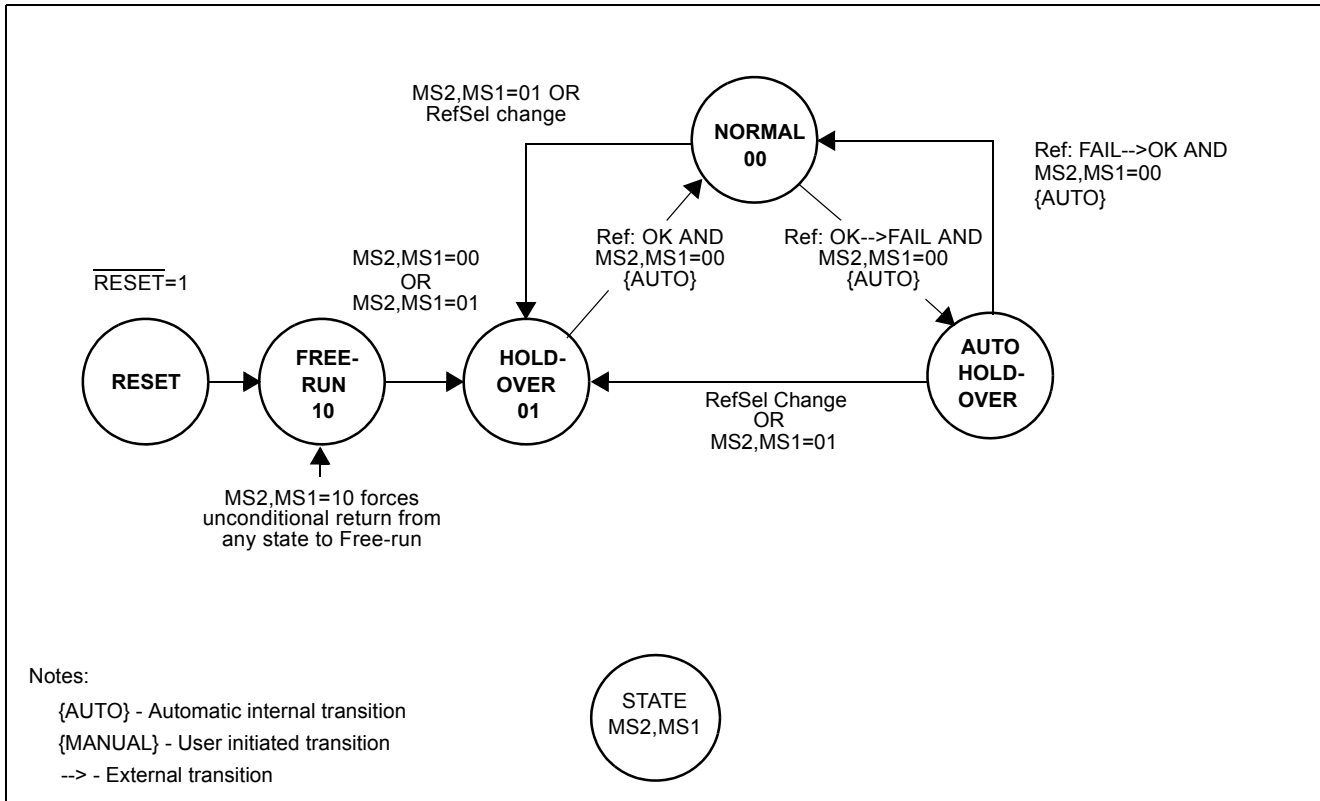 MS2,MS1=01 OR
RefSel change
NORMAL
00
Ref: FAIL-->OK AND
MS2,MS1=00
{AUTO}
Ref: OK AND
MS2,MS1=00
{AUTO}
Ref: OK-->FAIL AND
MS2,MS1=00
{AUTO}
RESET=1
MS2,MS1=00
OR
MS2,MS1=01
RESET
FREE-
RUN
10
HOLD-
OVER
01
AUTO
HOLD-
OVER
RefSel Change
OR
MS2,MS1=01
MS2,MS1=10 forces
unconditional return from
any state to Free-run
Notes:
{AUTO} - Automatic internal transition
{MANUAL} - User initiated transition
--> - External transition
STATE
MS2,MS1